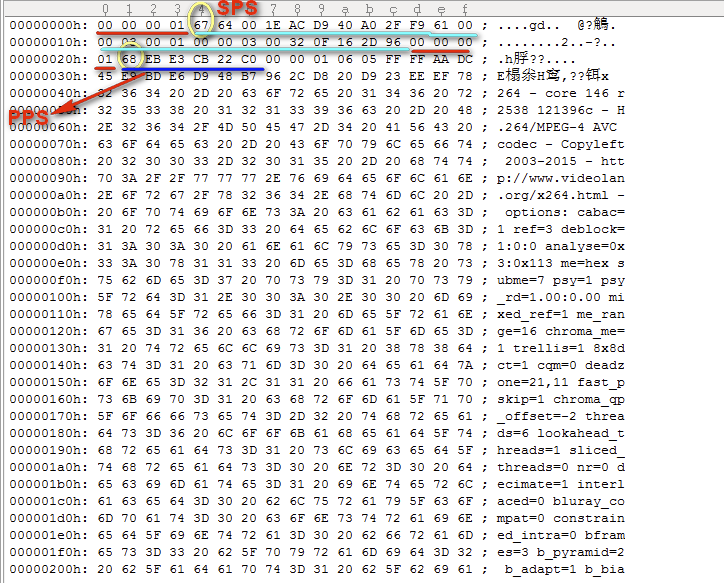 SPS
0 1 2 3 4 5 6 7 8 9 a b c d e f
00000000h: 00 00 00 01 67 64 00 1E AC D9 40 A0 2F F9 61 00 ; ....gd.. @?鶴.
00000010h: 00 03 00 01 00 00 03 00 32 0F 16 2D 96 00 00 00 ; ........2..-?..
00000020h: 01 68 EB E3 CB 22 C0 00 00 01 06 05 FF FF AA DC ; .h脬??....
00000030h: 45 E9 BD E6 D9 48 B7 96 2C D8 20 D9 23 EE EF 78 ; ,??铒x
00000040h: 32 36 34 20 2D 20 63 6F 72 65 20 31 34 36 20 72 ; 264 - core 146 r
32 35 33 38 20 31 32 31 33 39 36 63 20 2D 20 48 ; 2538 121396c - H
PPS
00000060h: 2E 32 36 34 2F 4D 50 45 47 2D 34 20 41 56 43 20 ; .264/MPEG-4 AVC
00000070h: 63 6F 64 65 63 20 2D 20 43 6F 70 79 6C 65 66 74 ; codec - Copyleft
00000080h: 20 32 30 30 33 2D 32 30 31 35 20 2D 20 68 74 74 ; 2003-2015 - htt
00000090h: 70 3A 2F 2F 77 77 77 2E 76 69 64 65 6F 6C 61 6E ; p://www.videolan
000000a0h: 2E 6F 72 67 2F 78 32 36 34 2E 68 74 6D 6C 20 2D ; .org/x264.html -
000000b0h: 20 6F 70 74 69 6F 6E 73 3A 20 63 61 62 61 63 3D ; options: cabac=
000000c0h: 31 20 72 65 66 3D 33 20 64 65 62 6C 6F 63 6B 3D ; 1 ref=3 deblock=
000000d0h: 31 3A 30 3A 30 20 61 6E 61 6C 79 73 65 3D 30 78 ; 1:0:0 analyse=0x
000000e0h: 33 3A 30 78 31 31 33 20 6D 65 3D 68 65 78 20 73 ; 3:0x113 me=hex s
000000f0h: 75 62 6D 65 3D 37 20 70 73 79 3D 31 20 70 73 79 ; ubme=7 psy=1 psy
00000100h: 5F 72 64 3D 31 2E 30 30 3A 30 2E 30 30 20 6D 69 ; _rd=1.00:0.00 mi
00000110h: 78 65 64 5F 72 65 66 3D 31 20 6D 65 5F 72 61 6E ; xed_ref=1 me_ran
00000120h: 67 65 3D 31 36 20 63 68 72 6F 6D 61 5F 6D 65 3D ; ge=16 chroma_me=
00000130h: 31 20 74 72 65 6C 6C 69 73 3D 31 20 38 78 38 64 ; 1 trellis=1 8x8d
00000140h: 63 74 3D 31 20 63 71 6D 3D 30 20 64 65 61 64 7A ; ct=1 cqm=0 deadz
00000150h: 6F 6E 65 3D 32 31 2C 31 31 20 66 61 73 74 5F 70 ; one=21,11 fast_p
00000160h: 73 6B 69 70 3D 31 20 63 68 72 6F 6D 61 5F 71 70 ; skip=1 chroma_qp
00000170h: 5F 6F 66 66 73 65 74 3D 2D 32 20 74 68 72 65 61 ; _offset=-2 threa
00000180h: 64 73 3D 36 20 6C 6F 6F 6B 61 68 65 61 64 5F 74 ; ds=6 lookahead_t
00000190h: 68 72 65 61 64 73 3D 31 20 73 6C 69 63 65 64 5F ; hreads=1 sliced_
000001a0h: 74 68 72 65 61 64 73 3D 30 20 6E 72 3D 30 20 64 ; threads=0 nr=0 d
000001b0h: 65 63 69 6D 61 74 65 3D 31 20 69 6E 74 65 72 6C ; ecimate=1 interl
000001c0h: 61 63 65 64 3D 30 20 62 6C 75 72 61 79 5F 63 6F ; aced=0 bluray_co
000001d0h: 6D 70 61 74 3D 30 20 63 6F 6E 73 74 72 61 69 6E ; mpat=0 constrain
000001e0h: 65 64 5F 69 6E 74 72 61 3D 30 20 62 66 72 61 6D ; ed_intra=0 bfram
000001f0h: 65 73 3D 33 20 62 5F 70 79 72 61 6D 69 64 3D 32 ; es=3 b_pyramid=2
00000200h: 20 62 5F 61 64 61 70 74 3D 31 20 62 5F 62 69 61 ; b_adapt=1 b_bia